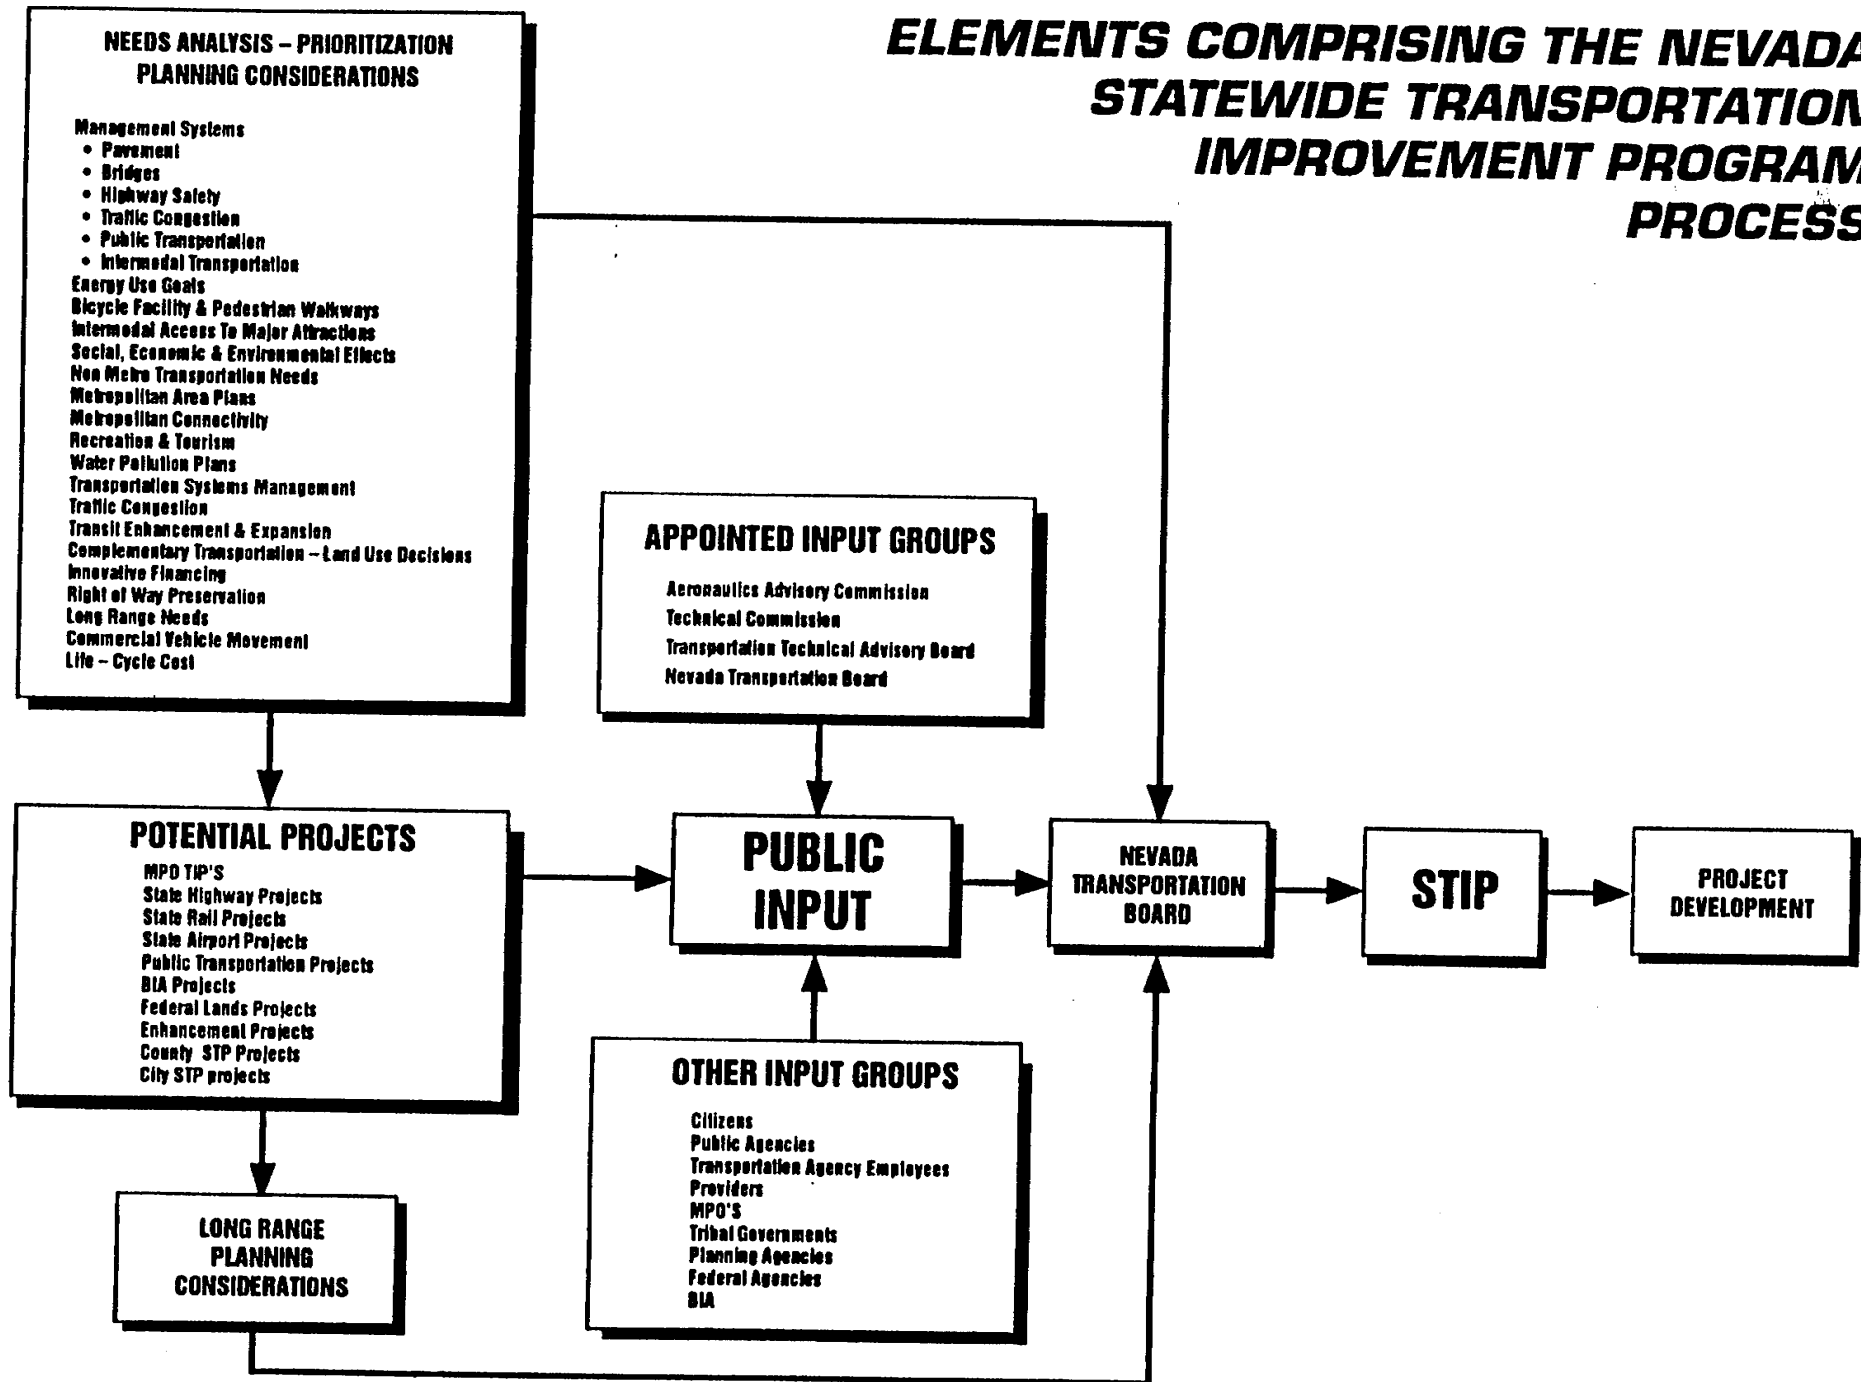 ELEMENTS COMPRISING THE NEVADA
STATEWIDE TRANSPORTATION
IMPROVEMENT PROGRAM
PROCESS
NEEDS ANALYSIS – PRIORITIZATION
PLANNING CONSIDERATIONS
Management Systems
• Pavement
• Bridges
• Highway Safety
• Traffic Congestion
• Public Transportation
• Intermodal Transportation
Energy Use Goals
Bicycle Facility & Pedestrian Walkways
Intermodal Access To Major Attractions
Social, Economic & Environmental Effects
Non Metro Transportation Needs
Metropolitan Area Plans
Metropolitan Connectivity
Recreation & Tourism
Water Pollution Plans
Transportation Systems Management
Traffic Congestion
Transit Enhancement & Expansion
Complementary Transportation – Land Use Decisions
Innovative Financing
Right of Way Preservation
Long Range Needs
Commercial Vehicle Movement
Life – Cycle Cost
APPOINTED INPUT GROUPS
Aeronautics Advisory Commission
Technical Commission
Transportation Technical Advisory Board
Nevada Transportation Board
POTENTIAL PROJECTS
MPO TIP'S
State Highway Projects
State Rail Projects
State Airport Projects
Public Transportation Projects
BIA Projects
Federal Lands Projects
Enhancement Projects
County STP Projects
City STP projects
PUBLIC
INPUT
NEVADA
TRANSPORTATION
BOARD
STIP
PROJECT
DEVELOPMENT
OTHER INPUT GROUPS
Citizens
Public Agencies
Transportation Agency Employees
Providers
MPO'S
Tribal Governments
Planning Agencies
Federal Agencies
BIA
LONG RANGE
PLANNING
CONSIDERATIONS